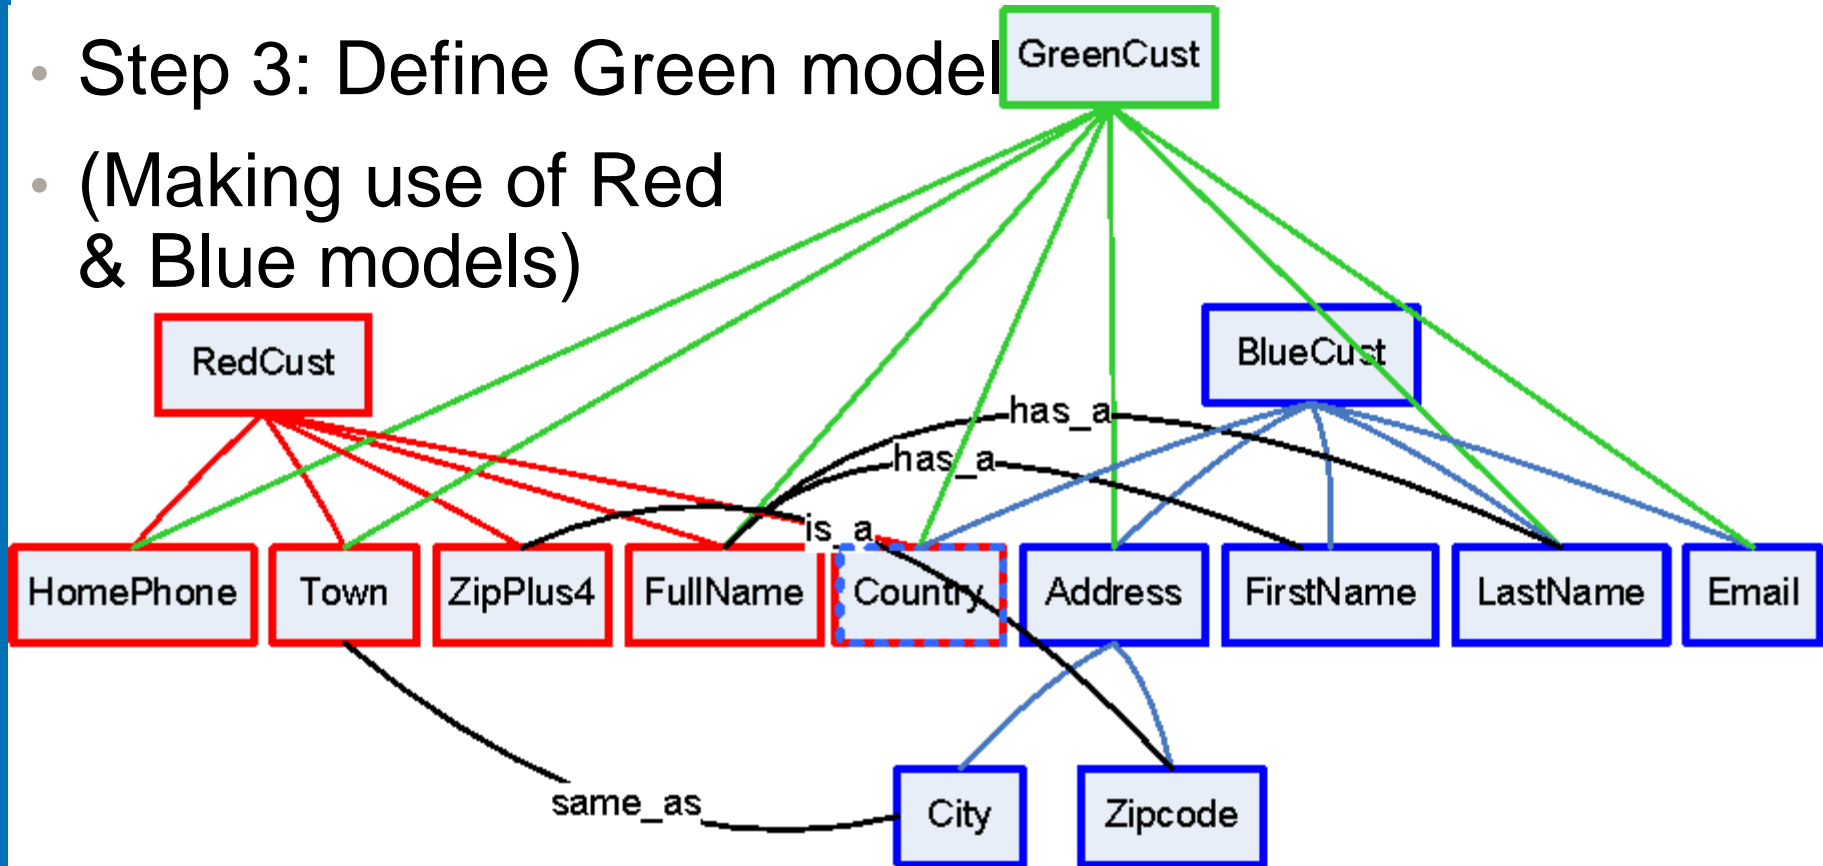 • Step 3: Define Green model
• (Making use of Red
& Blue models)
GreenCust
RedCust
BlueCust
has_a
has_a
is_a
HomePhone
Town
ZipPlus4
FullName
Country
Address
FirstName
LastName
Email
same_as
City
Zipcode